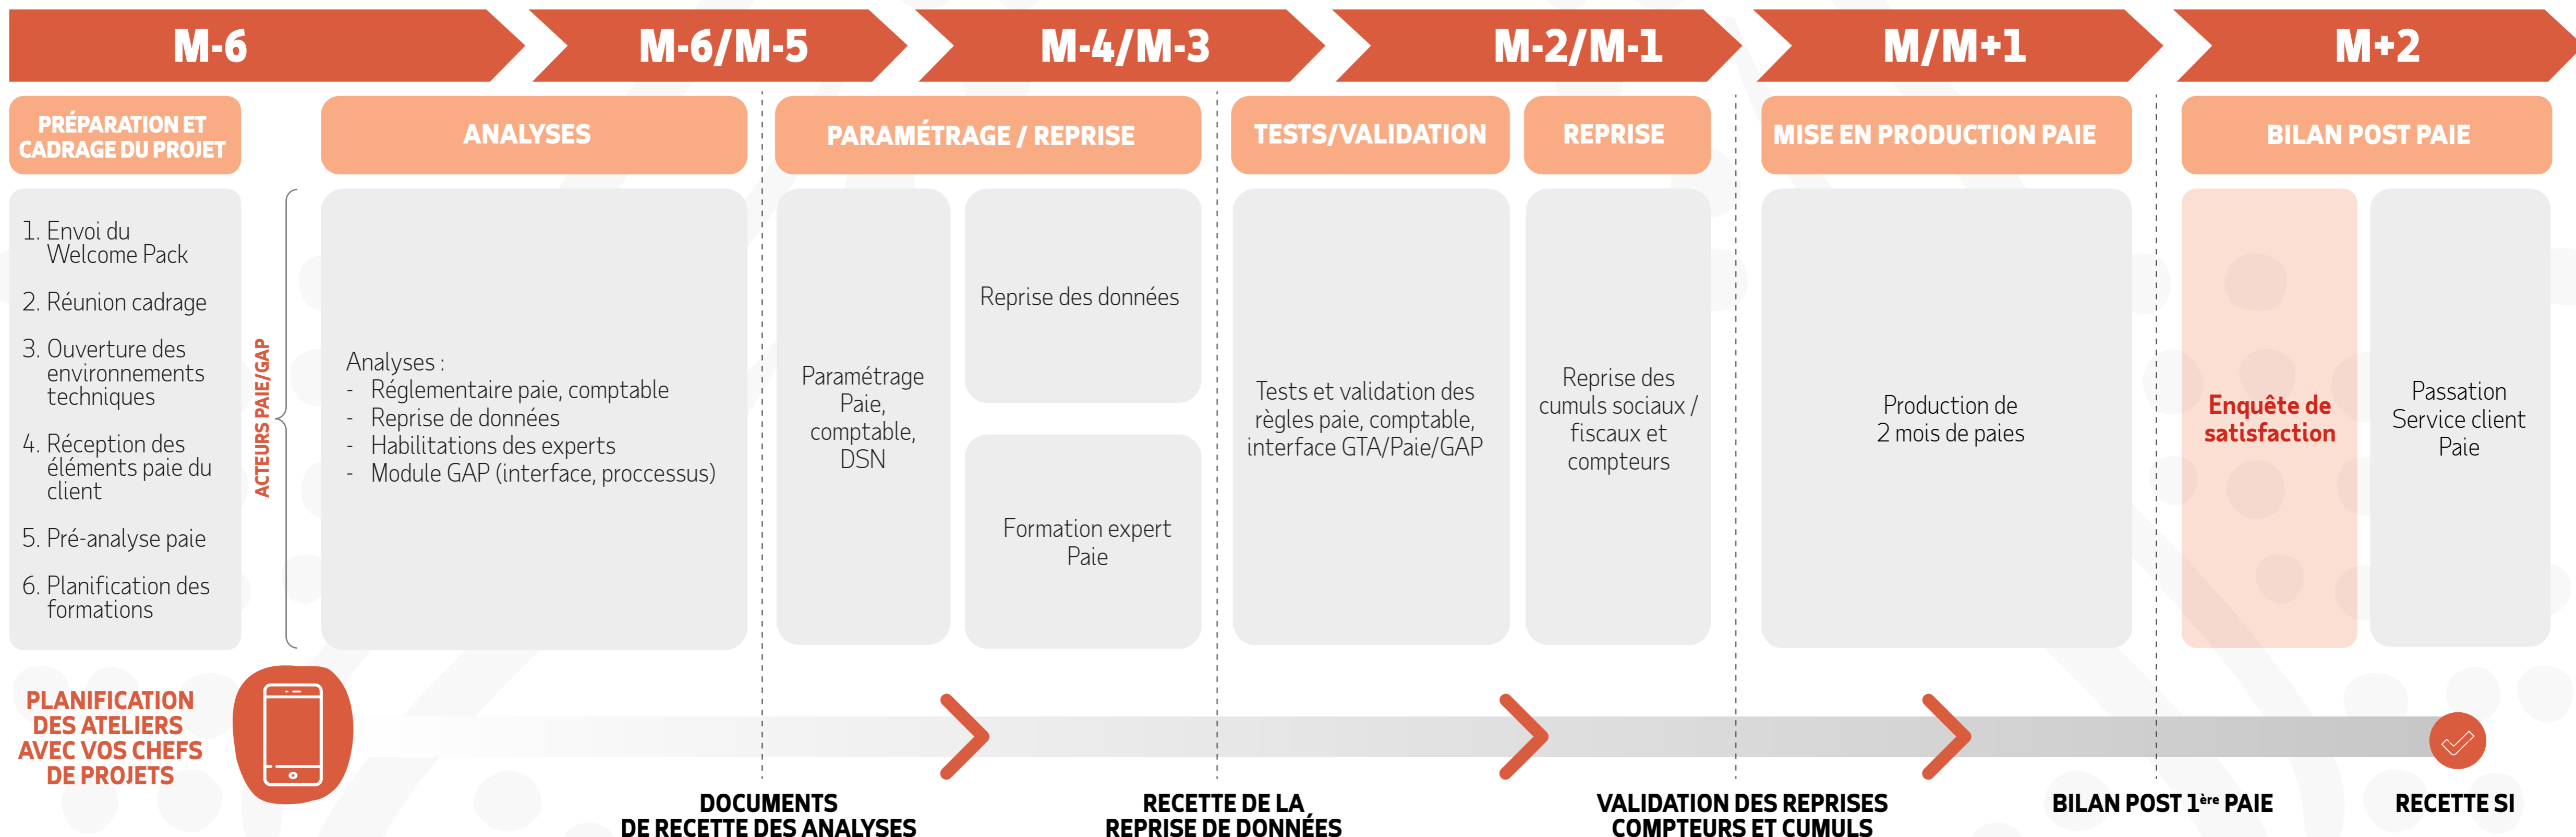 M-6
M-6/M-5
M-4/M-3
M-2/M-1
M/M+1
M+2
PRÉPARATION ET
CADRAGE DU PROJET
ANALYSES
PARAMÉTRAGE / REPRISE
TESTS/VALIDATION
REPRISE
MISE EN PRODUCTION PAIE
BILAN POST PAIE
1. Envoi du
Welcome Pack
2. Réunion cadrage
3. Ouverture des
environnements
techniques
4. Réception des
éléments paie du
client
5. Pré-analyse paie
6. Planification des
formations
ACTEURS PAIE/GAP
Analyses :
- Réglementaire paie, comptable
- Reprise de données
- Habilitations des experts
- Module GAP (interface, proccessus)
Paramétrage
Paie,
comptable,
DSN
Reprise des données
Formation expert
Paie
Tests et validation des
règles paie, comptable,
interface GTA/Paie/GAP
Reprise des
cumuls sociaux /
fiscaux et
compteurs
Production de
2 mois de paies
Enquête de
satisfaction
Passation
Service client
Paie
PLANIFICATION
DES ATELIERS
AVEC VOS CHEFS
DE PROJETS
DOCUMENTS
DE RECETTE DES ANALYSES
RECETTE DE LA
REPRISE DE DONNÉES
VALIDATION DES REPRISES
COMPTEURS ET CUMULS
BILAN POST 1ère PAIE
RECETTE SI